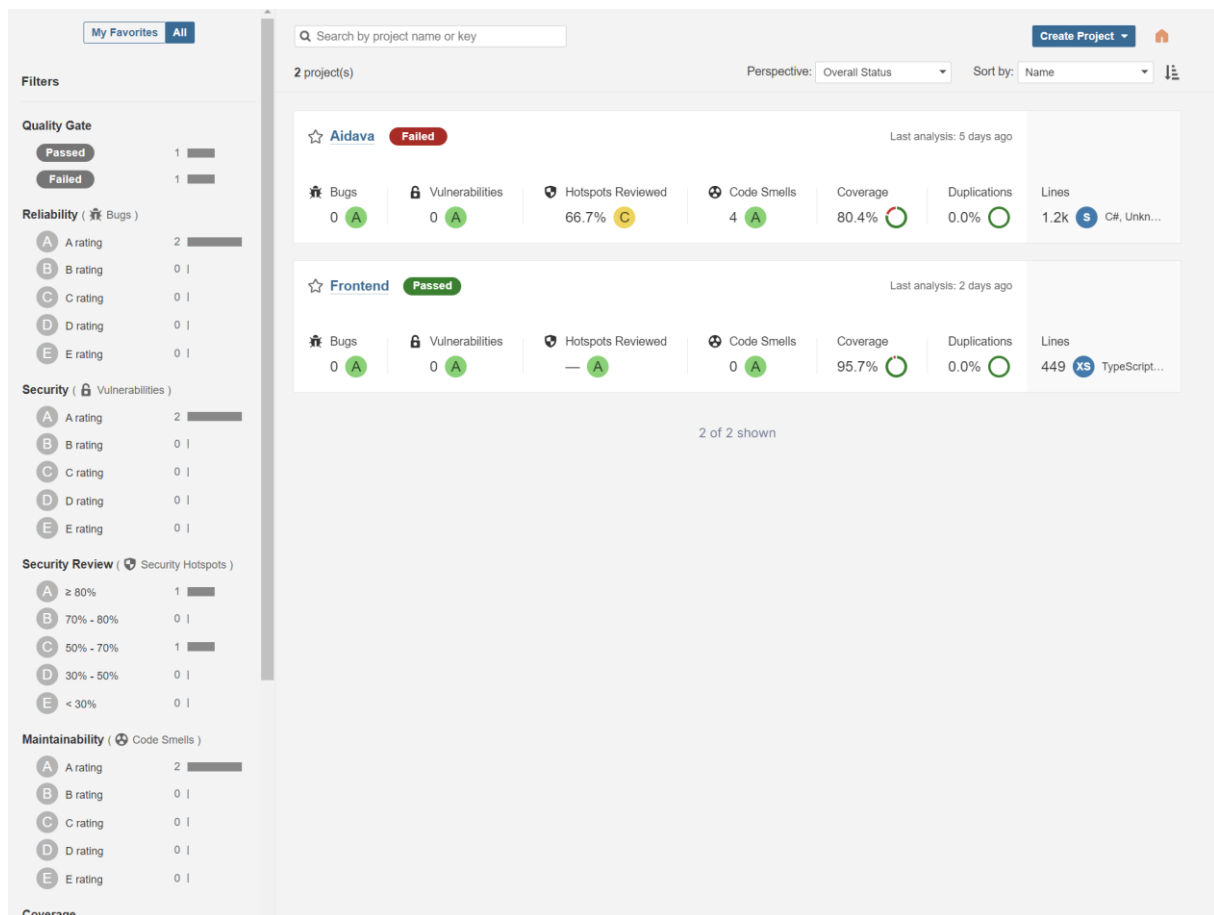 My Favorites All
Filters
Quality Gate
Passed 1
Failed 1
Reliability ( Bugs )
A A rating 2
B B rating 0
C C rating 0
D D rating 0
E E rating 0
Security ( Vulnerabilities )
A A rating 2
B B rating 0
C C rating 0
D D rating 0
E E rating 0
Security Review ( Security Hotspots )
A ≥ 80% 1
B 70% - 80% 0
C 50% - 70% 1
D 30% - 50% 0
E < 30% 0
Maintainability ( Code Smells )
A A rating 2
B B rating 0
C C rating 0
D D rating 0
E E rating 0
Coverage
Search by project name or key
Create Project
2 project(s)
Perspective: Overall Status
Sort by: Name
Aidava Failed
Last analysis: 5 days ago
Bugs Vulnerabilities Hotspots Reviewed Code Smells Coverage Duplications Lines
0 A 0 A 66.7% C 4 A 80.4% 0.0% 1.2k S C#, Unkn...
Frontend Passed
Last analysis: 2 days ago
Bugs Vulnerabilities Hotspots Reviewed Code Smells Coverage Duplications Lines
0 A 0 A — A 0 A 95.7% 0.0% 449 XS TypeScript...
2 of 2 shown